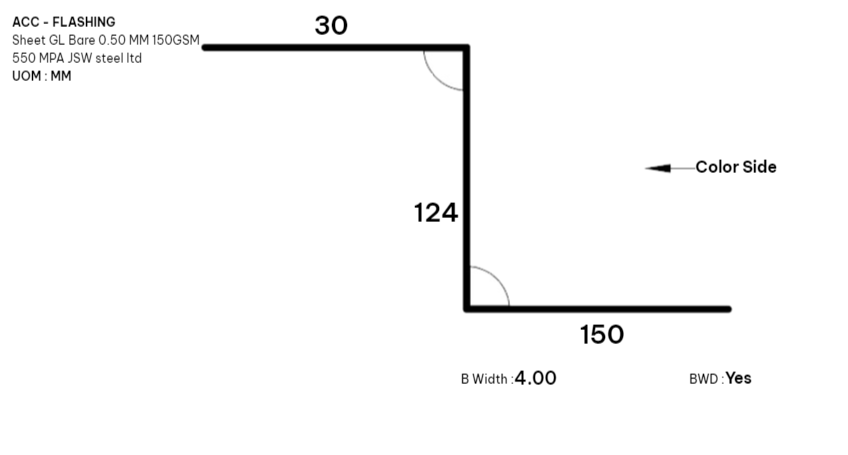 ACC - FLASHING
Sheet GL Bare 0.50 MM 150GSM
550 MPA JSW steel ltd
UOM : MM
30
Color Side
124
150
B Width :4.00
BWD :Yes